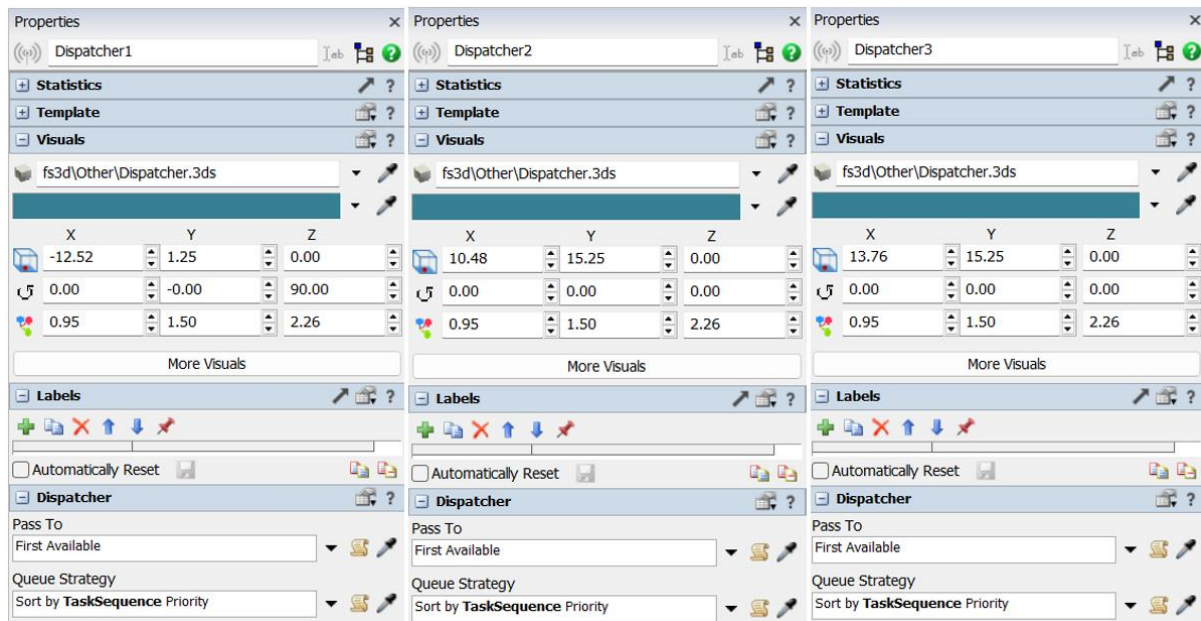 Properties ×
Dispatcher1 ab ?
Statistics ?
Template ?
Visuals ?
fs3d\Other\Dispatcher.3ds
X Y Z
-12.52 1.25 0.00
0.00 -0.00 90.00
0.95 1.50 2.26
More Visuals
Labels ?
Automatically Reset
Dispatcher ?
Pass To
First Available
Queue Strategy
Sort by TaskSequence Priority
Properties ×
Dispatcher2 ab ?
Statistics ?
Template ?
Visuals ?
fs3d\Other\Dispatcher.3ds
X Y Z
10.48 15.25 0.00
0.00 0.00 0.00
0.95 1.50 2.26
More Visuals
Labels ?
Automatically Reset
Dispatcher ?
Pass To
First Available
Queue Strategy
Sort by TaskSequence Priority
Properties ×
Dispatcher3 ab ?
Statistics ?
Template ?
Visuals ?
fs3d\Other\Dispatcher.3ds
X Y Z
13.76 15.25 0.00
0.00 0.00 0.00
0.95 1.50 2.26
More Visuals
Labels ?
Automatically Reset
Dispatcher ?
Pass To
First Available
Queue Strategy
Sort by TaskSequence Priority